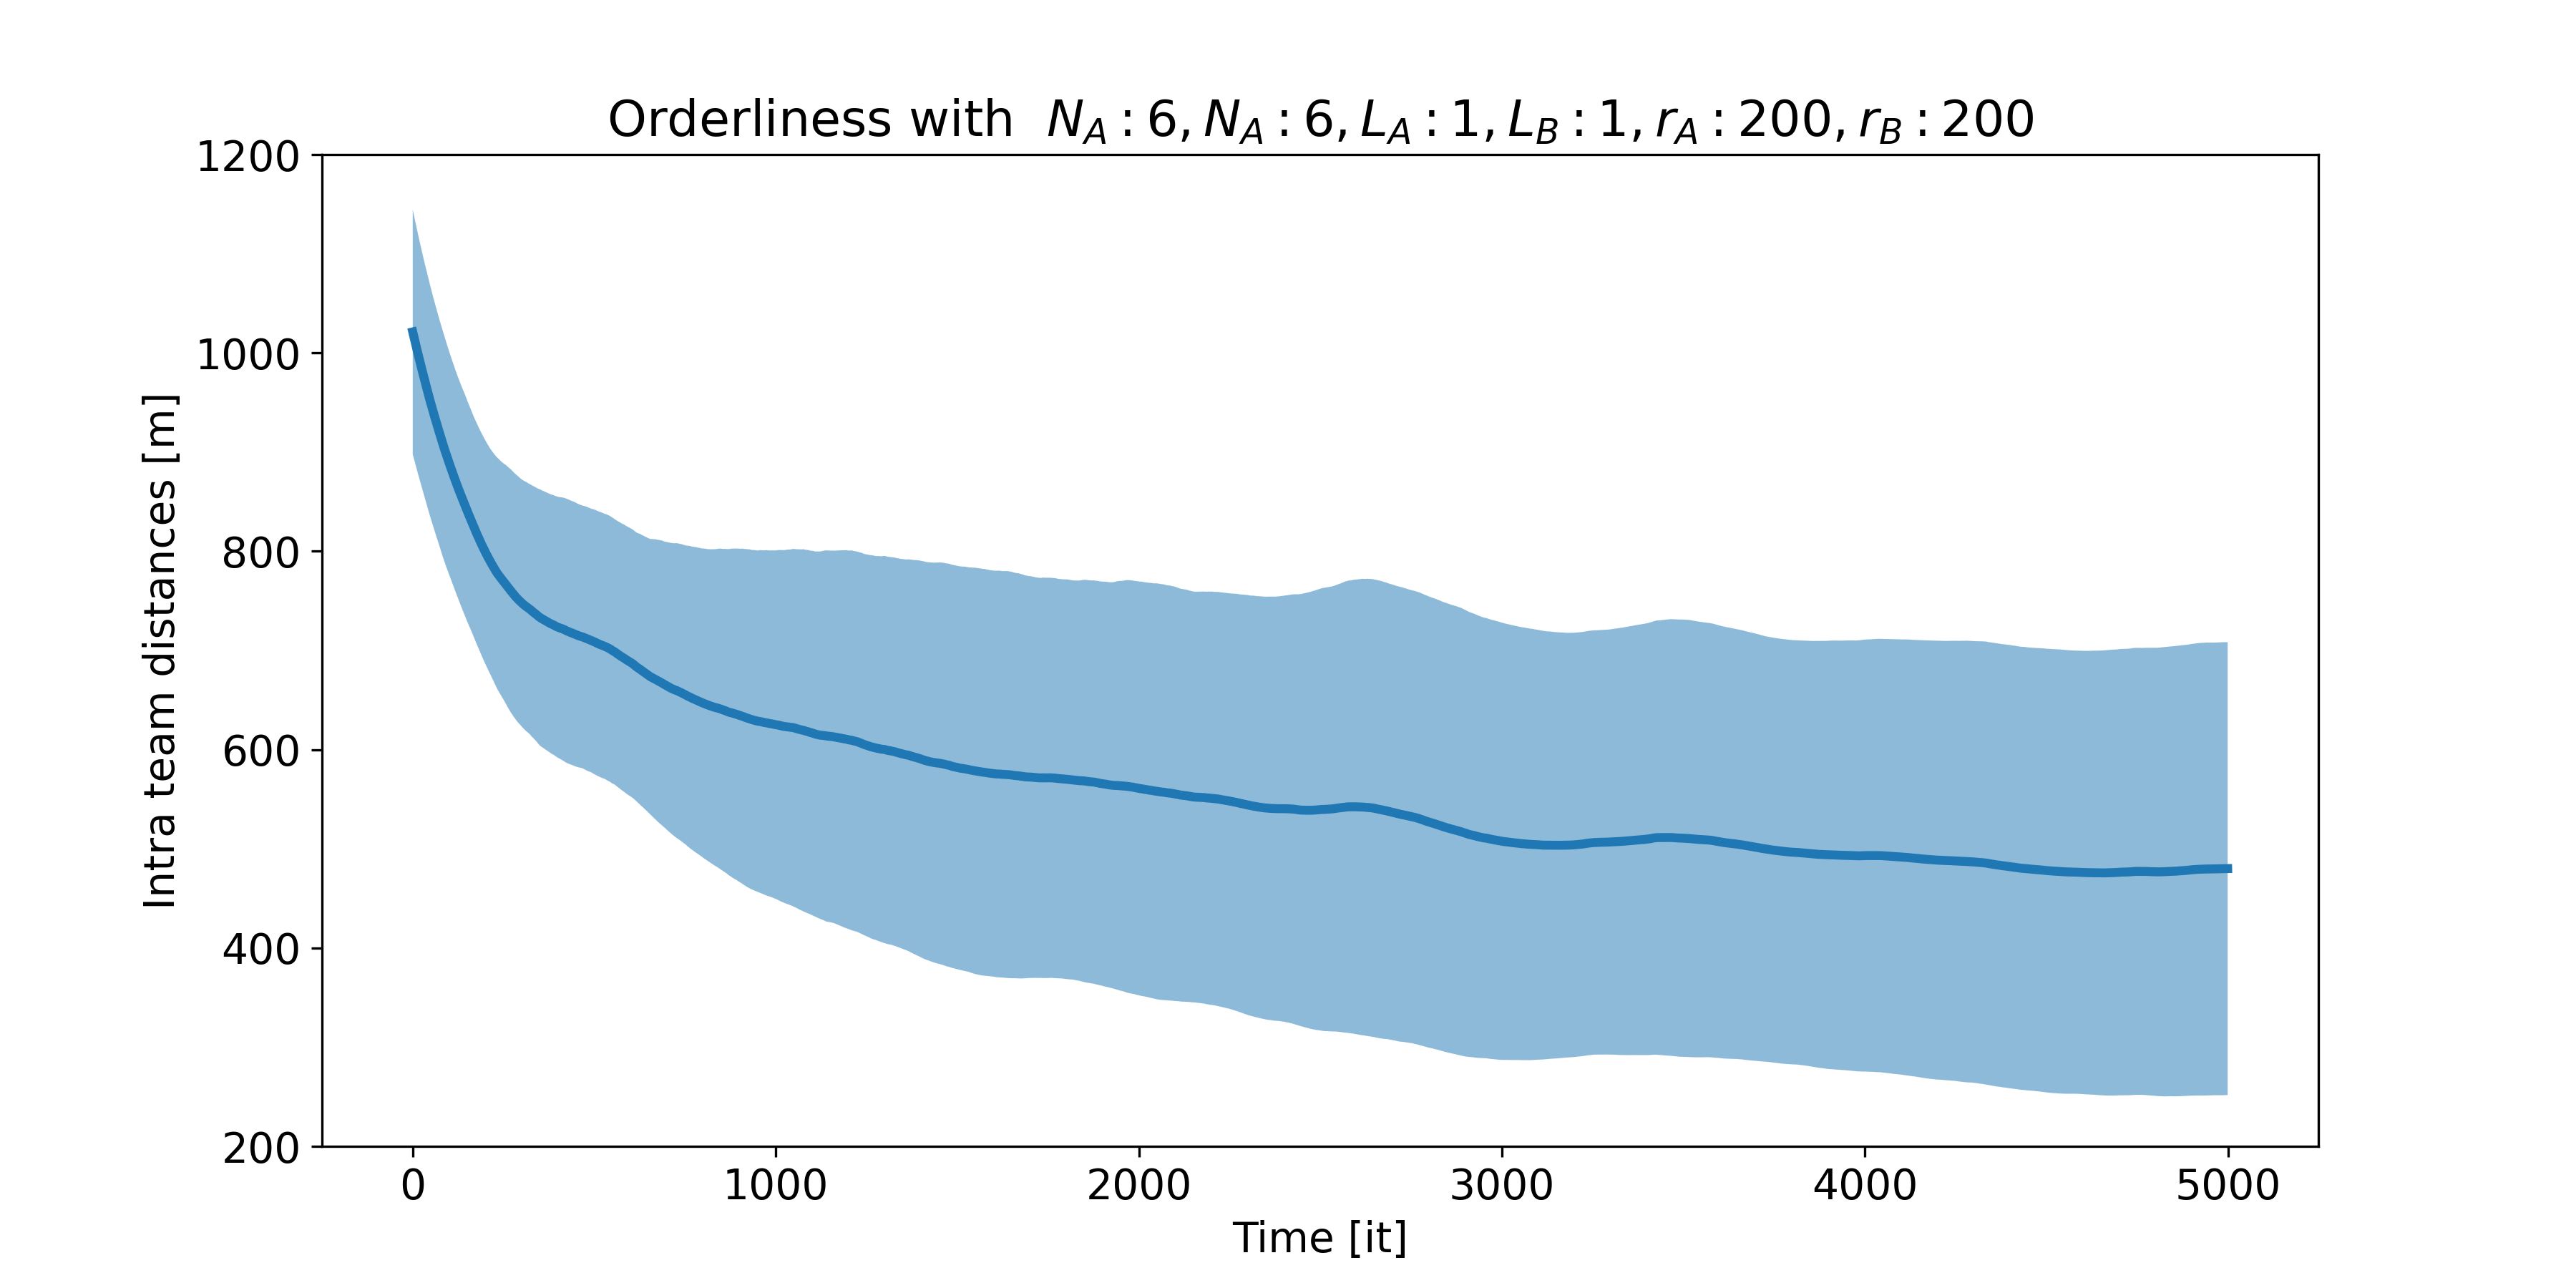 Orderliness with N_A : 6, N_A : 6, L_A : 1, L_B : 1, r_A : 200, r_B : 200
1200
1000
800
600
400
200
Intra team distances [m]
0 1000 2000 3000 4000 5000
Time [it]